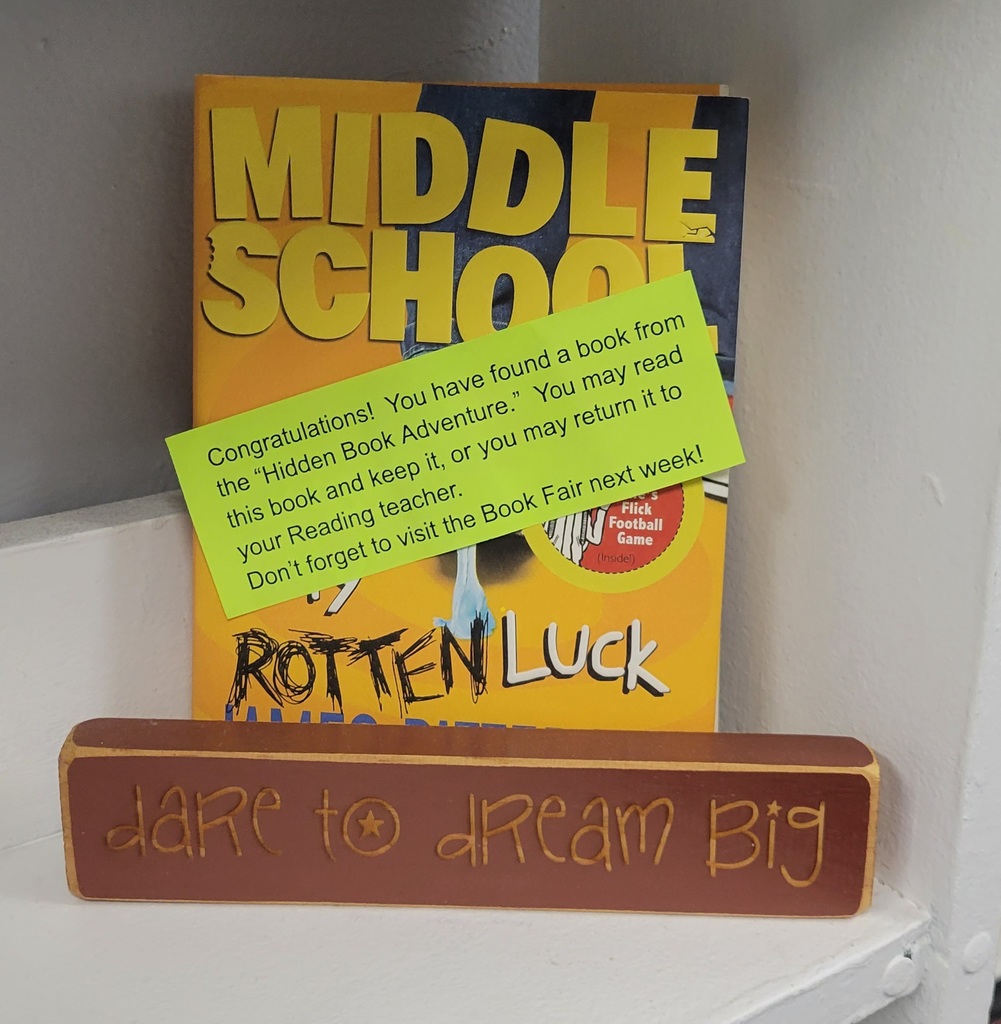 MIDDLE
SCHOOL
Congratulations! You have found a book from
the “Hidden Book Adventure.” You may read
this book and keep it, or you may return it to
your Reading teacher.
Don't forget to visit the Book Fair next week!
Flick
Football
Game
(Inside!)
ROTTEN LUCK
JAMES
dare to dream Big